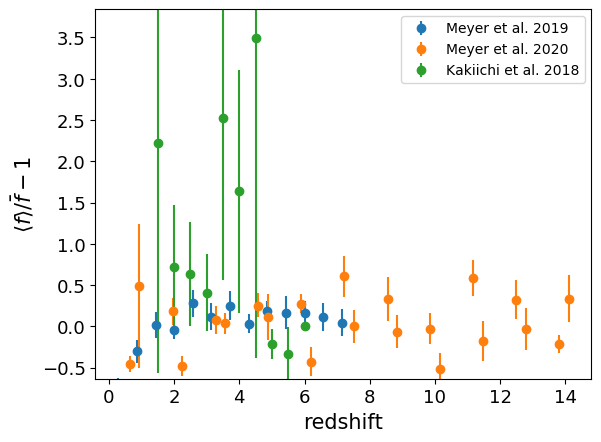 Meyer et al. 2019
Meyer et al. 2020
Kakiichi et al. 2018
3.5
3.0
2.5
2.0
1.5
1.0
0.5
0.0
−0.5
⟨f⟩/f̄ − 1
0 2 4 6 8 10 12 14
redshift